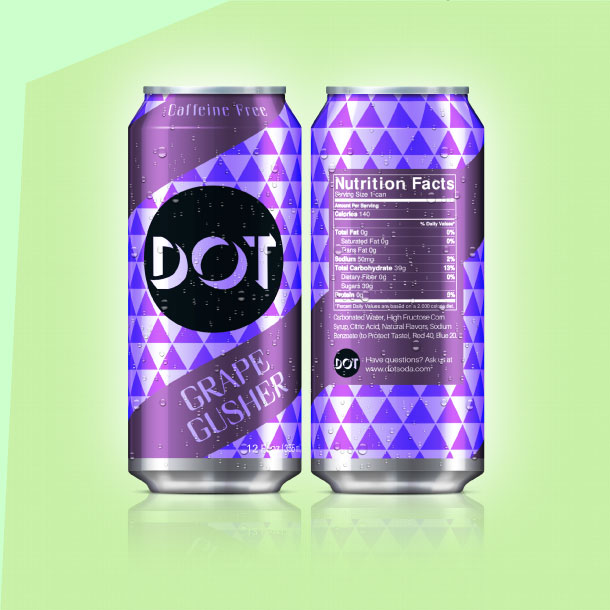 Caffeine Free
DOT
GRAPE
GUSHER
Nutrition Facts
Serving Size 1 can
Amount Per Serving
Calories 140
% Daily Values*
Total Fat 0g 0%
Saturated Fat 0g 0%
Trans Fat 0g
Sodium 50mg 2%
Total Carbohydrate 39g 13%
Dietary Fiber 0g 0%
Sugars 39g
Protein 0g 0%
*Percent Daily Values are based on a 2,000 calorie diet.
Carbonated Water, High Fructose Corn
Syrup, Citric Acid, Natural Flavors, Sodium
Benzoate (to Protect Taste), Red 40, Blue 20.
DOT
Have questions? Ask us at
www.dotsoda.com